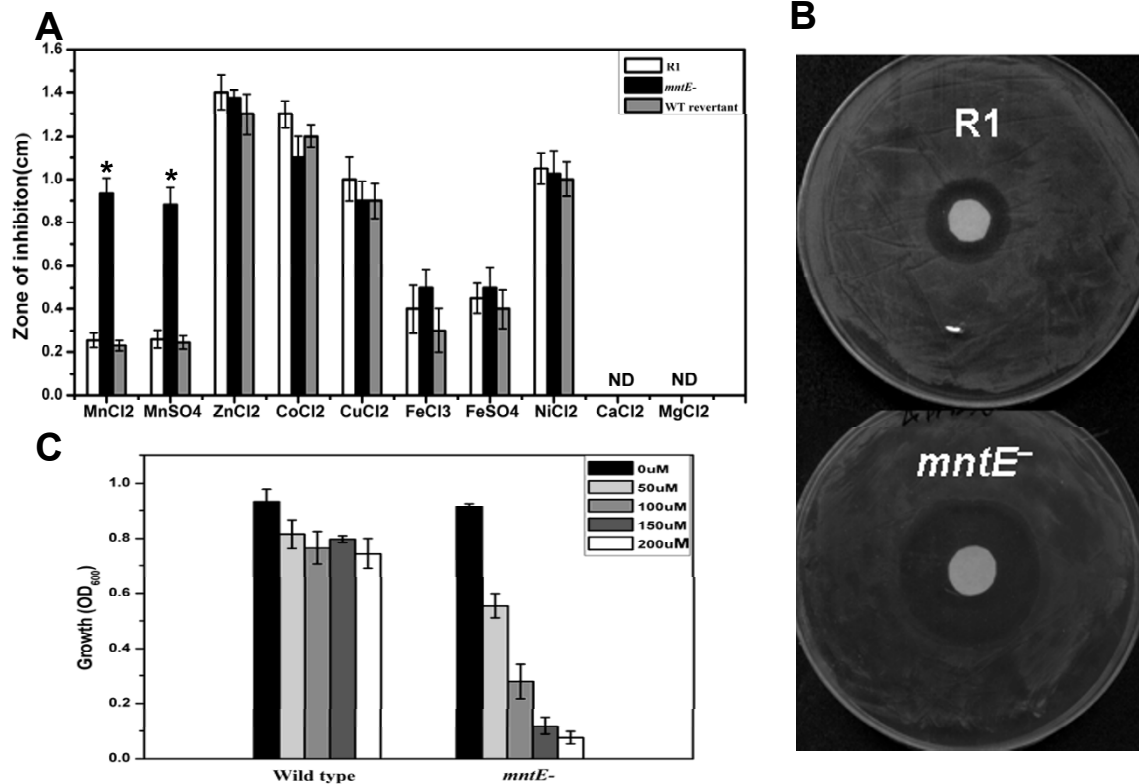 A
Zone of inhibiton(cm)
1.6
1.4
1.2
1.0
0.8
0.6
0.4
0.2
0.0
*
*
R1
mntE-
WT revertant
ND
ND
MnCl2 MnSO4 ZnCl2 CoCl2 CuCl2 FeCl3 FeSO4 NiCl2 CaCl2 MgCl2
B
R1
mntE–
C
Growth (OD600)
1.0
0.8
0.6
0.4
0.2
0.0
0uM
50uM
100uM
150uM
200uM
Wild type mntE-